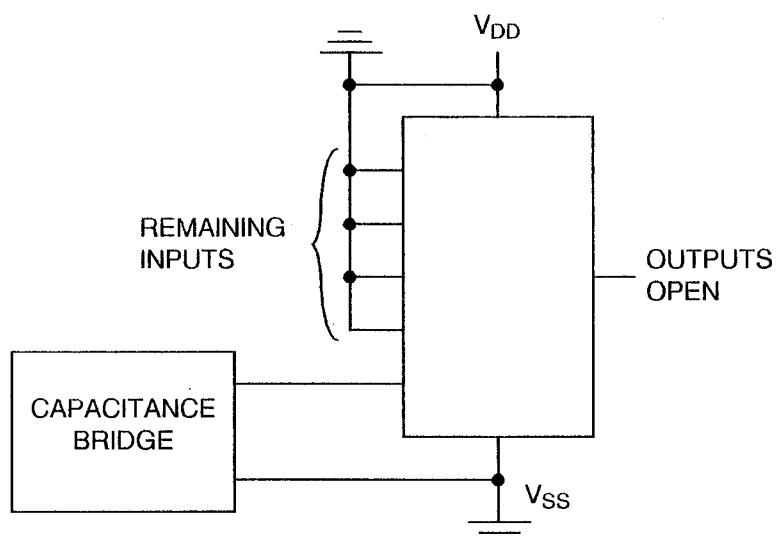 V_DD
REMAINING
INPUTS
OUTPUTS
OPEN
CAPACITANCE
BRIDGE
V_SS